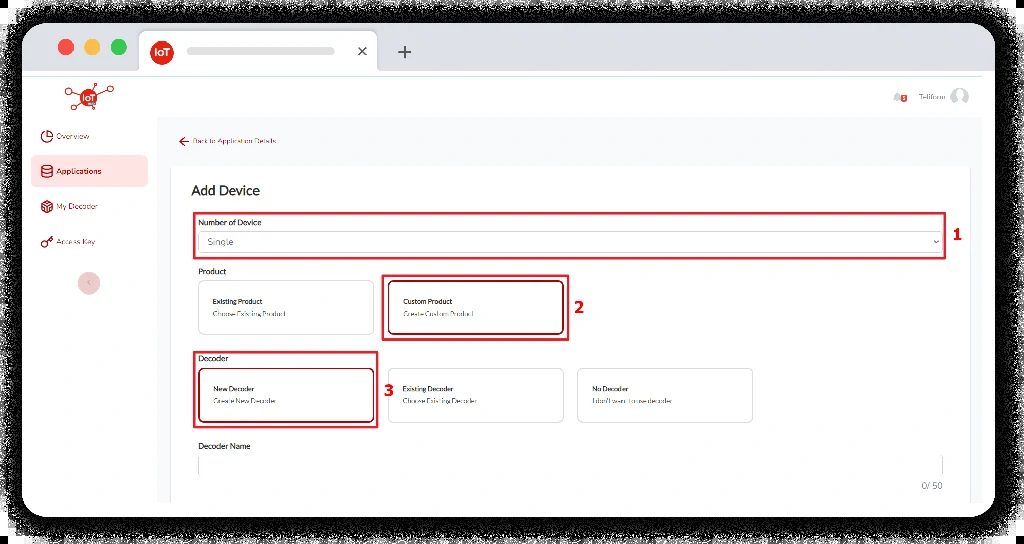 IoT
IoT
5
Teliform
Overview
Back to Application Details
Applications
Add Device
My Decoder
Number of Device
Single
1
Access Key
Product
Existing Product
Choose Existing Product
Custom Product
Create Custom Product
2
Decoder
New Decoder
Create New Decoder
3
Existing Decoder
Choose Existing Decoder
No Decoder
I don't want to use decoder
Decoder Name
0/ 50